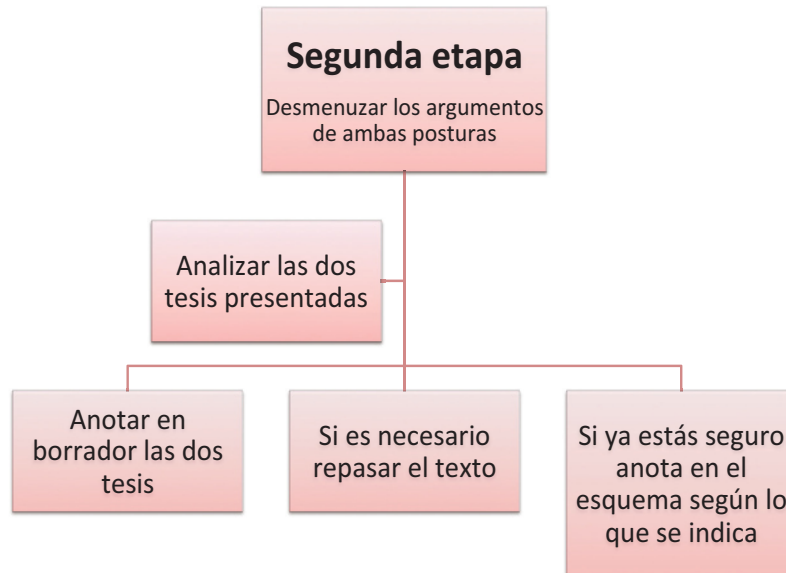 Segunda etapa
Desmenuzar los argumentos
de ambas posturas
Analizar las dos
tesis presentadas
Anotar en
borrador las dos
tesis
Si es necesario
repasar el texto
Si ya estás seguro
anota en el
esquema según lo
que se indica